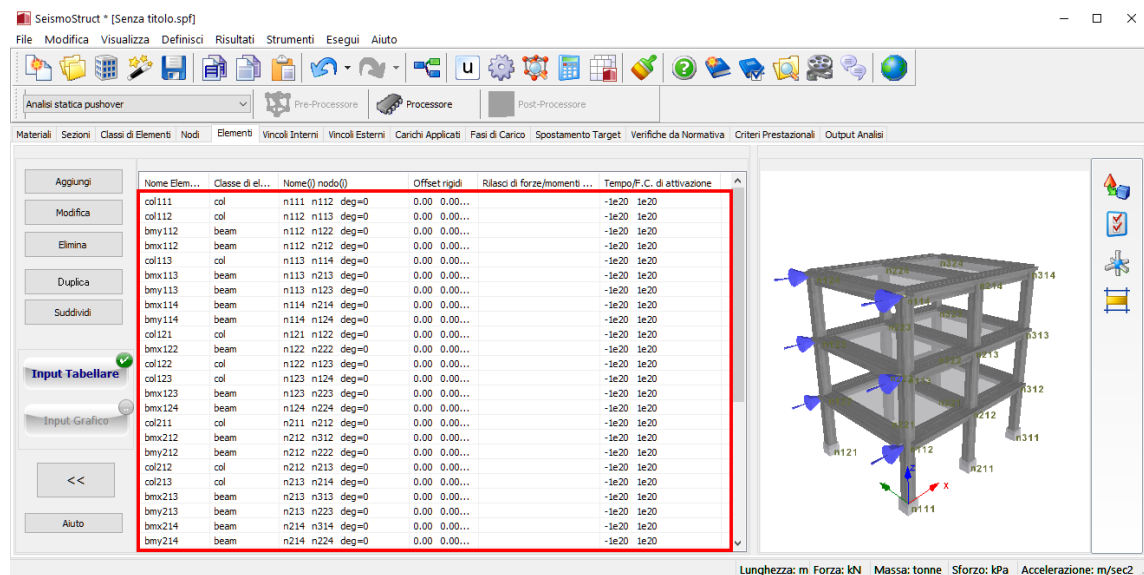 SeismoStruct * [Senza titolo.spf]
File Modifica Visualizza Definisci Risultati Strumenti Esegui Aiuto
Analisi statica pushover Pre-Processore Processore Post-Processore
Materiali Sezioni Classi di Elementi Nodi Elementi Vincoli Interni Vincoli Esterni Carichi Applicati Fasi di Carico Spostamento Target Verifiche da Normativa Criteri Prestazionali Output Analisi
Aggiungi
Modifica
Elimina
Duplica
Suddividi
Input Tabellare
Input Grafico
<<
Aiuto
Nome Elem... Classe di el... Nome(i) nodo(i) Offset rigidi Rilasci di forze/momenti ... Tempo/F.C. di attivazione
col111 col n111 n112 deg=0 0.00 0.00... -1e20 1e20
col112 col n112 n113 deg=0 0.00 0.00... -1e20 1e20
bmy112 beam n112 n122 deg=0 0.00 0.00... -1e20 1e20
bmx112 beam n112 n212 deg=0 0.00 0.00... -1e20 1e20
col113 col n113 n114 deg=0 0.00 0.00... -1e20 1e20
bmx113 beam n113 n213 deg=0 0.00 0.00... -1e20 1e20
bmy113 beam n113 n123 deg=0 0.00 0.00... -1e20 1e20
bmx114 beam n114 n214 deg=0 0.00 0.00... -1e20 1e20
bmy114 beam n114 n124 deg=0 0.00 0.00... -1e20 1e20
col121 col n121 n122 deg=0 0.00 0.00... -1e20 1e20
bmx122 beam n122 n222 deg=0 0.00 0.00... -1e20 1e20
col122 col n122 n123 deg=0 0.00 0.00... -1e20 1e20
col123 col n123 n124 deg=0 0.00 0.00... -1e20 1e20
bmx123 beam n123 n223 deg=0 0.00 0.00... -1e20 1e20
bmx124 beam n124 n224 deg=0 0.00 0.00... -1e20 1e20
col211 col n211 n212 deg=0 0.00 0.00... -1e20 1e20
bmx212 beam n212 n312 deg=0 0.00 0.00... -1e20 1e20
bmy212 beam n212 n222 deg=0 0.00 0.00... -1e20 1e20
col212 col n212 n213 deg=0 0.00 0.00... -1e20 1e20
col213 col n213 n214 deg=0 0.00 0.00... -1e20 1e20
bmx213 beam n213 n313 deg=0 0.00 0.00... -1e20 1e20
bmy213 beam n213 n223 deg=0 0.00 0.00... -1e20 1e20
bmx214 beam n214 n314 deg=0 0.00 0.00... -1e20 1e20
bmy214 beam n214 n224 deg=0 0.00 0.00... -1e20 1e20
n324
n224
n314
n214
n114
n313
n213
n312
n212
n311
n121
n112
n211
n111
z
x
Lunghezza: m Forza: kN Massa: tonne Sforzo: kPa Accelerazione: m/sec2